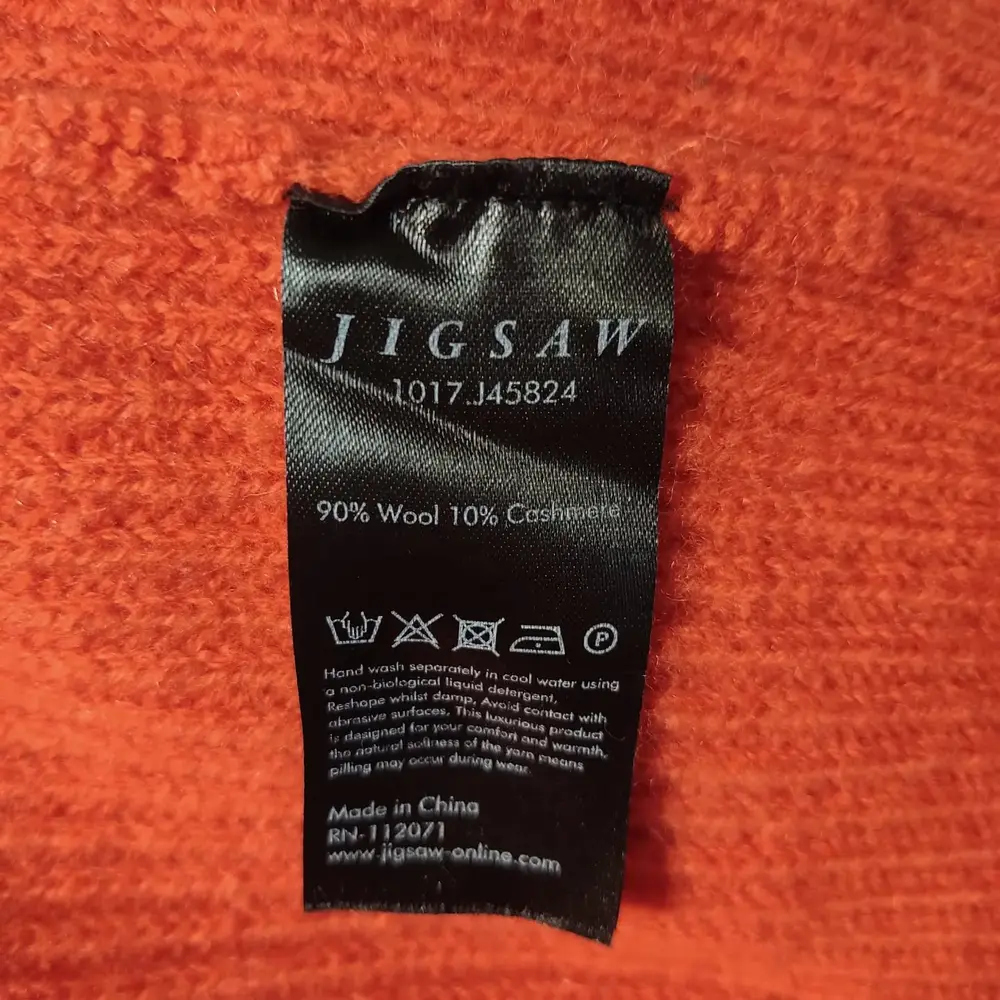 JIGSAW
1017.J45824
90% Wool 10% Cashmere
P
Hand wash separately in cool water using
a non-biological liquid detergent,
Reshape whilst damp, Avoid contact with
abrasive surfaces, This luxurious product
is designed for your comfort and warmth,
the natural softness of the yarn means
pilling may occur during wear
Made in China
RN-112071
www.jigsaw-online.com